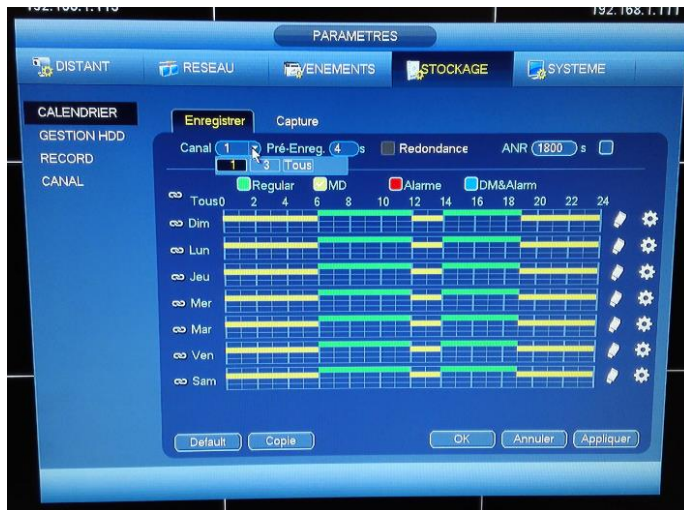 192.168.1.111
PARAMETRES
DISTANT RESEAU EVENEMENTS STOCKAGE SYSTEME
CALENDRIER
GESTION HDD
RECORD
CANAL
Enregistrer Capture
Canal 1 Pré-Enreg. 4 s Redondance ANR 1800 s
1 3 Tous
Regular MD Alarme DM&Alarm
Tous 0 2 4 6 8 10 12 14 16 18 20 22 24
Dim
Lun
Jeu
Mer
Mar
Ven
Sam
Default Copie OK Annuler Appliquer